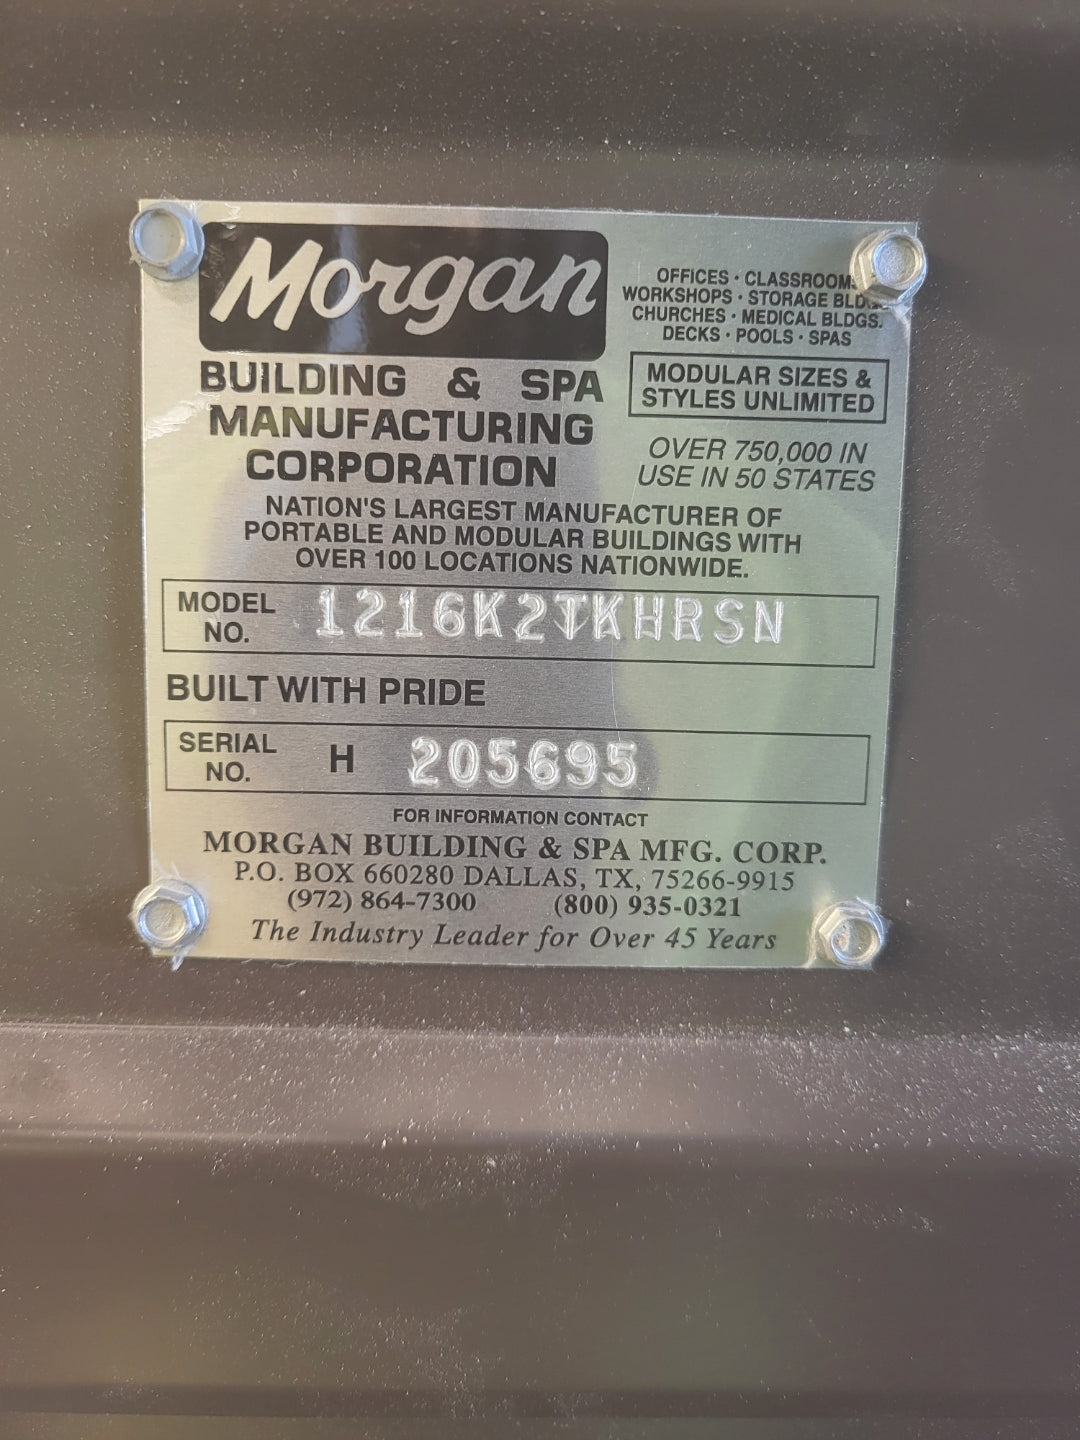 Morgan
BUILDING & SPA
MANUFACTURING
CORPORATION
OFFICES · CLASSROOMS
WORKSHOPS · STORAGE BLDGS.
CHURCHES · MEDICAL BLDGS.
DECKS · POOLS · SPAS
MODULAR SIZES &
STYLES UNLIMITED
OVER 750,000 IN
USE IN 50 STATES
NATION'S LARGEST MANUFACTURER OF
PORTABLE AND MODULAR BUILDINGS WITH
OVER 100 LOCATIONS NATIONWIDE.
MODEL NO. 1216K2TKHRSN
BUILT WITH PRIDE
SERIAL NO. H 205695
FOR INFORMATION CONTACT
MORGAN BUILDING & SPA MFG. CORP.
P.O. BOX 660280 DALLAS, TX, 75266-9915
(972) 864-7300 (800) 935-0321
The Industry Leader for Over 45 Years